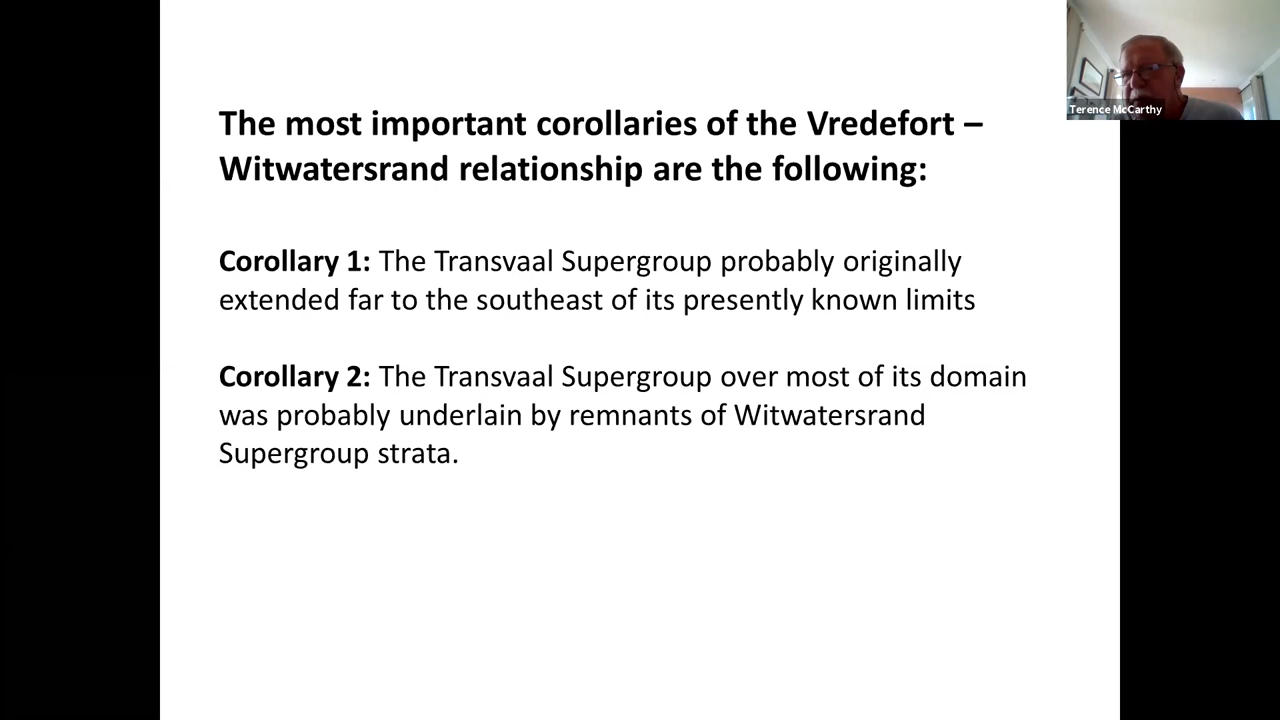 The most important corollaries of the Vredefort –
Witwatersrand relationship are the following:
Corollary 1: The Transvaal Supergroup probably originally
extended far to the southeast of its presently known limits
Corollary 2: The Transvaal Supergroup over most of its domain
was probably underlain by remnants of Witwatersrand
Supergroup strata.
Terence McCarthy